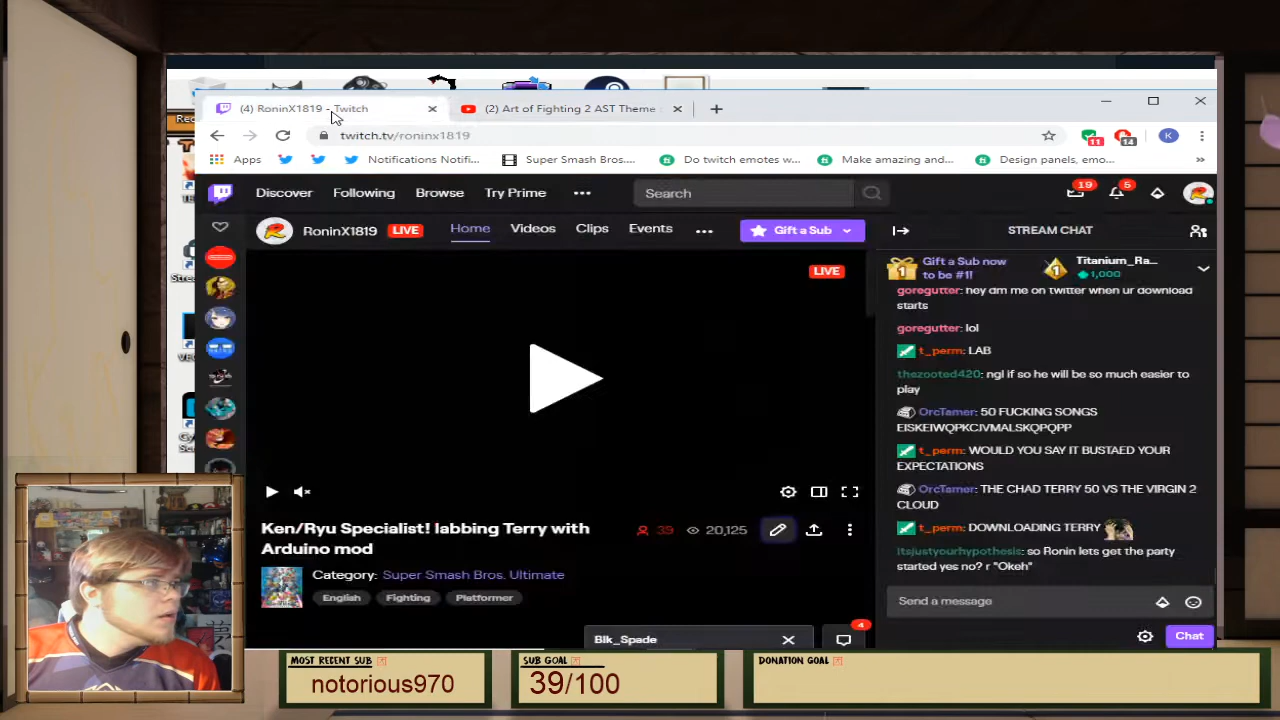 (4) RoninX1819 - Twitch
(2) Art of Fighting 2 AST Theme
twitch.tv/roninx1819
11
14
K
Apps
Notifications Notifi...
Super Smash Bros....
Do twitch emotes w...
Make amazing and...
Design panels, emo...
»
Discover
Following
Browse
Try Prime
Search
19
5
RoninX1819
LIVE
Home
Videos
Clips
Events
Gift a Sub
STREAM CHAT
LIVE
Gift a Sub now
to be #1!
1
1
Titanium_Ra...
1,000
goregutter: hey dm me on twitter when ur download
starts
goregutter: lol
t_perm: LAB
thezooted420: ngl if so he will be so much easier to
play
OrcTamer: 50 FUCKING SONGS
EISKEIWQPKCIVMALSKQPQPP
t_perm: WOULD YOU SAY IT BUSTAED YOUR
EXPECTATIONS
OrcTamer: THE CHAD TERRY 50 VS THE VIRGIN 2
CLOUD
t_perm: DOWNLOADING TERRY
itsjustyourhypothesis: so Ronin lets get the party
started yes no? r "Okeh"
Send a message
Chat
Ken/Ryu Specialist! labbing Terry with
Arduino mod
39
20,125
Category: Super Smash Bros. Ultimate
English
Fighting
Platformer
Blk_Spade
4
MOST RECENT SUB
notorious970
SUB GOAL
39/100
DONATION GOAL